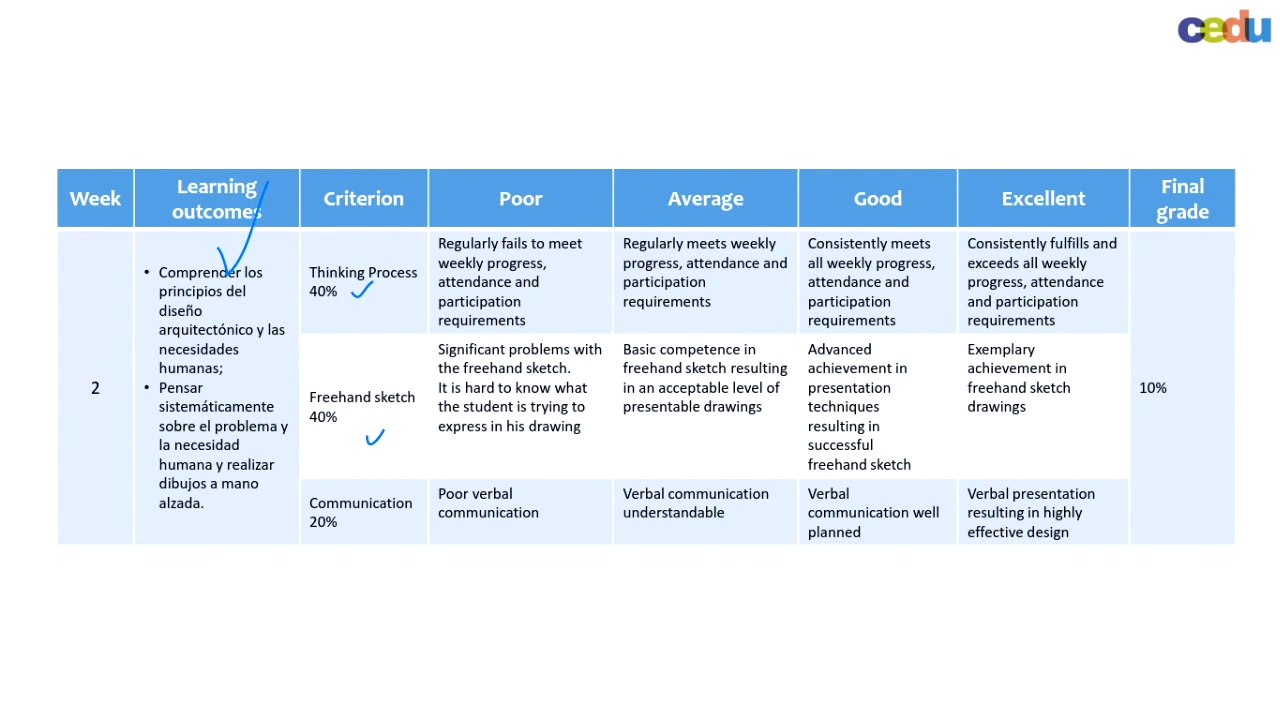 cedu
Week
Learning
outcomes
Criterion
Poor
Average
Good
Excellent
Final
grade
2
• Comprender los
principios del
diseño
arquitectónico y las
necesidades
humanas;
• Pensar
sistemáticamente
sobre el problema y
la necesidad
humana y realizar
dibujos a mano
alzada.
Thinking Process
40%
Regularly fails to meet
weekly progress,
attendance and
participation
requirements
Regularly meets weekly
progress, attendance and
participation
requirements
Consistently meets
all weekly progress,
attendance and
participation
requirements
Consistently fulfills and
exceeds all weekly
progress, attendance
and participation
requirements
Freehand sketch
40%
Significant problems with
the freehand sketch.
It is hard to know what
the student is trying to
express in his drawing
Basic competence in
freehand sketch resulting
in an acceptable level of
presentable drawings
Advanced
achievement in
presentation
techniques
resulting in
successful
freehand sketch
Exemplary
achievement in
freehand sketch
drawings
Communication
20%
Poor verbal
communication
Verbal communication
understandable
Verbal
communication well
planned
Verbal presentation
resulting in highly
effective design
10%